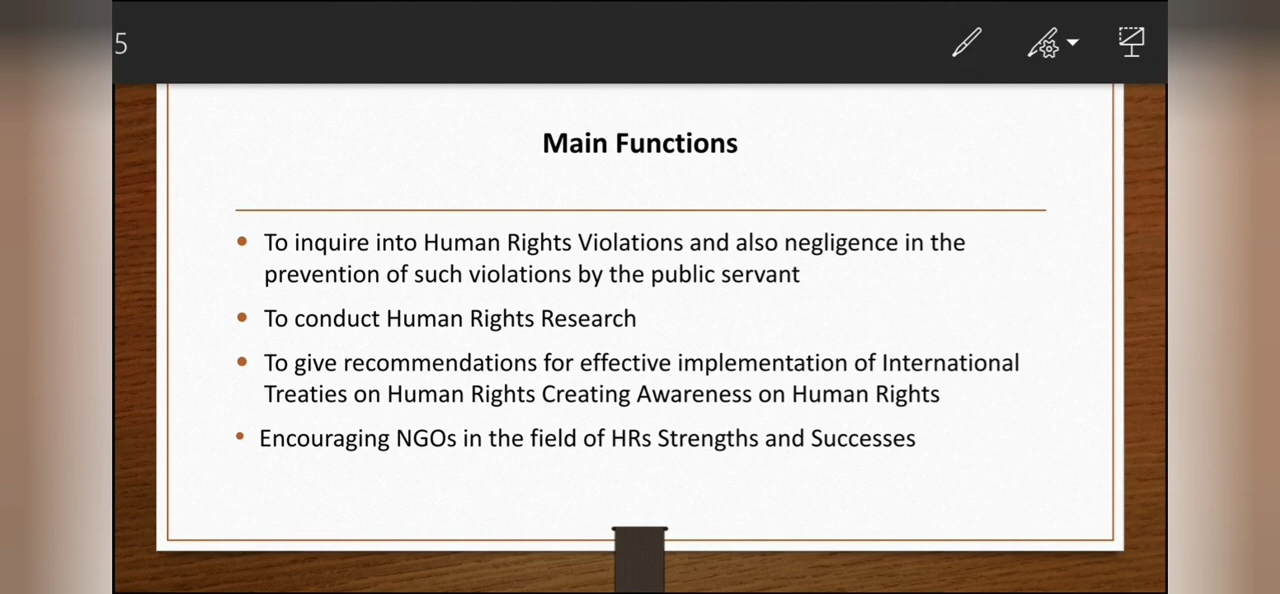 5
Main Functions
To inquire into Human Rights Violations and also negligence in the
prevention of such violations by the public servant
To conduct Human Rights Research
To give recommendations for effective implementation of International
Treaties on Human Rights Creating Awareness on Human Rights
Encouraging NGOs in the field of HRs Strengths and Successes